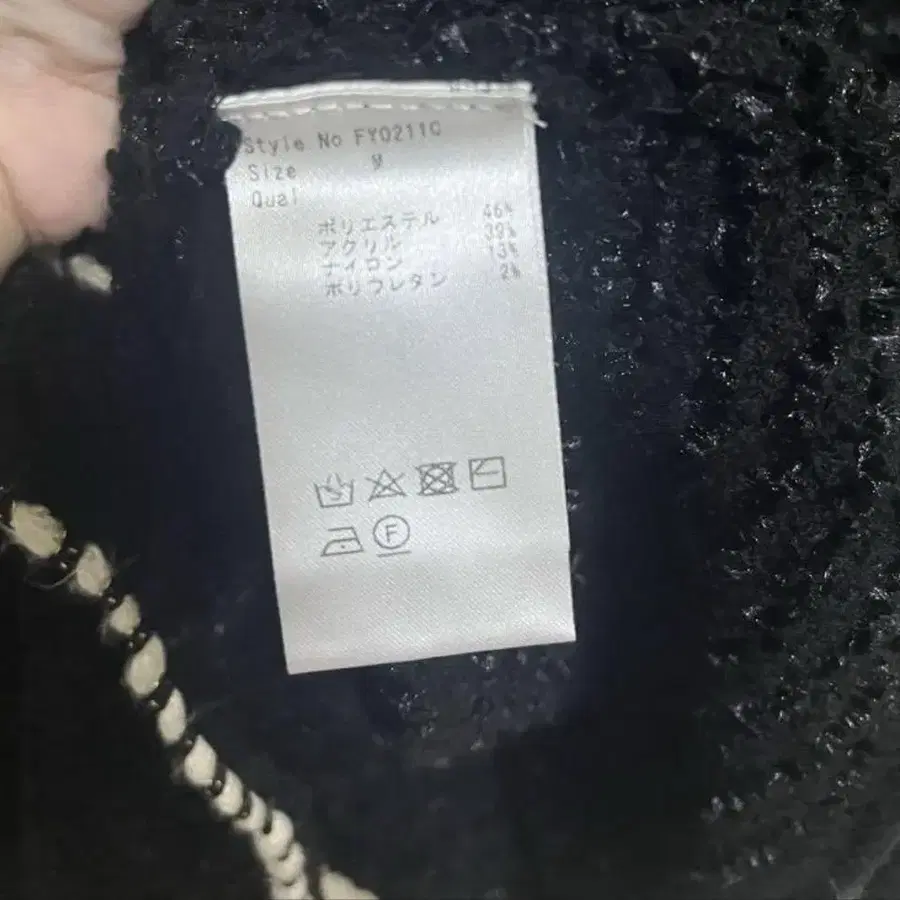 Style No FY0211C
Size M
Qual
ポリエステル 46%
アクリル 39%
ナイロン 13%
ポリウレタン 2%
F